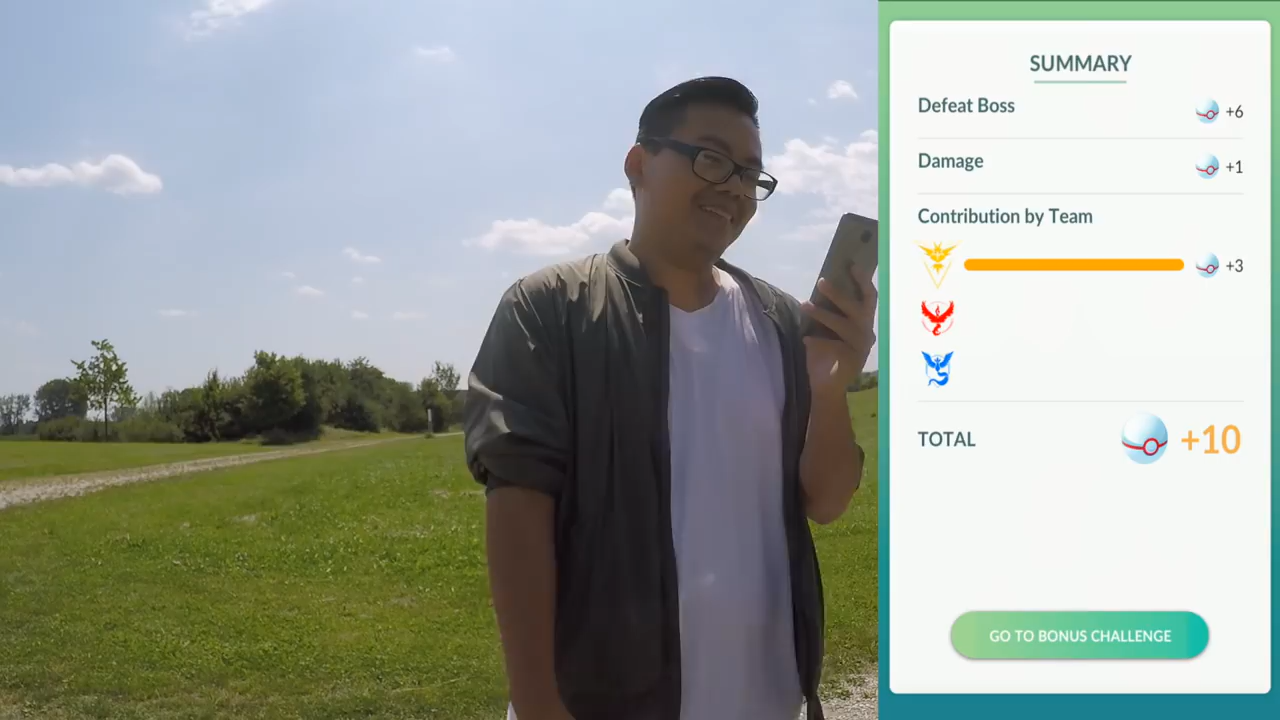 SUMMARY
Defeat Boss +6
Damage +1
Contribution by Team
+3
TOTAL +10
GO TO BONUS CHALLENGE